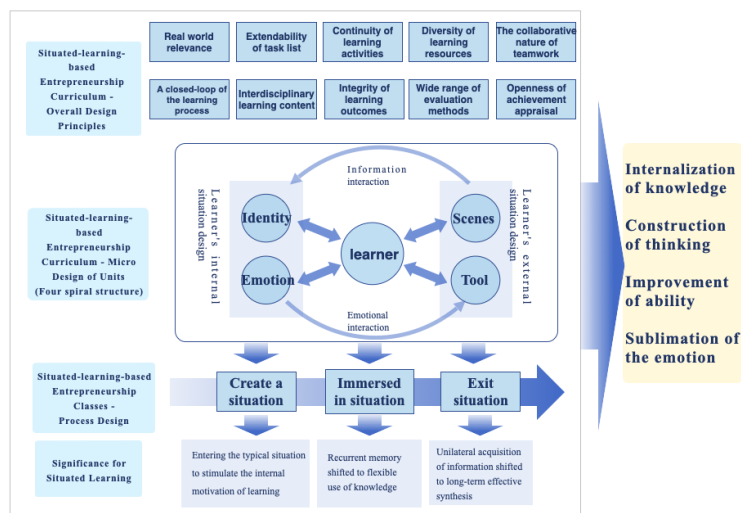 Situated-learning-
based
Entrepreneurship
Curriculum -
Overall Design
Principles
Real world
relevance
Extendability
of task list
Continuity of
learning
activities
Diversity of
learning
resources
The collaborative
nature of
teamwork
A closed-loop of
the learning
process
Interdisciplinary
learning content
Integrity of
learning
outcomes
Wide range of
evaluation
methods
Openness of
achievement
appraisal
Situated-learning-
based
Entrepreneurship
Curriculum - Micro
Design of Units
(Four spiral structure)
Learner's internal
situation design
Information
interaction
Identity
Emotion
learner
Scenes
Tool
Emotional
interaction
Learner's external
situation design
Situated-learning-based
Entrepreneurship
Classes -
Process Design
Create a
situation
Immersed
in situation
Exit
situation
Significance for
Situated Learning
Entering the typical situation
to stimulate the internal
motivation of learning
Recurrent memory
shifted to flexible
use of knowledge
Unilateral acquisition
of information shifted
to long-term effective
synthesis
Internalization
of knowledge
Construction
of thinking
Improvement
of ability
Sublimation of
the emotion